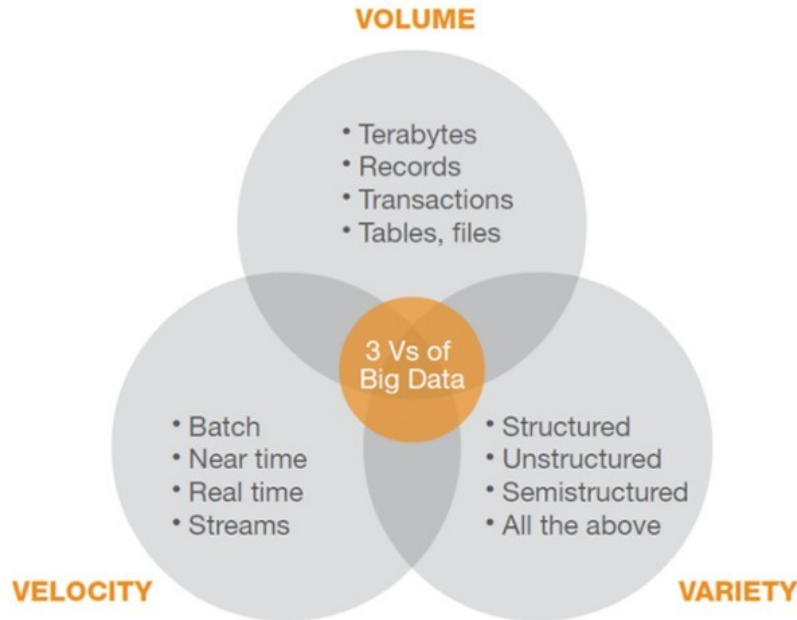 VOLUME
• Terabytes
• Records
• Transactions
• Tables, files
3 Vs of
Big Data
• Batch
• Near time
• Real time
• Streams
• Structured
• Unstructured
• Semistructured
• All the above
VELOCITY
VARIETY